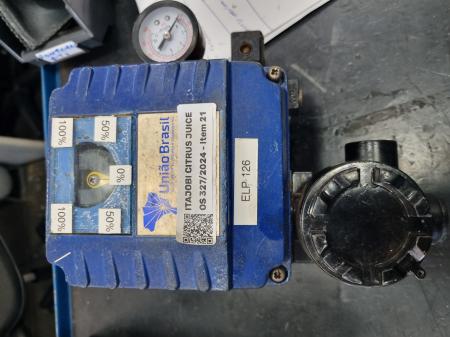 100%
50%
0%
50%
100%
União Brasil
ITAJOBI CITRUS JUICE
OS 327/2024 - Item 21
ELP 126